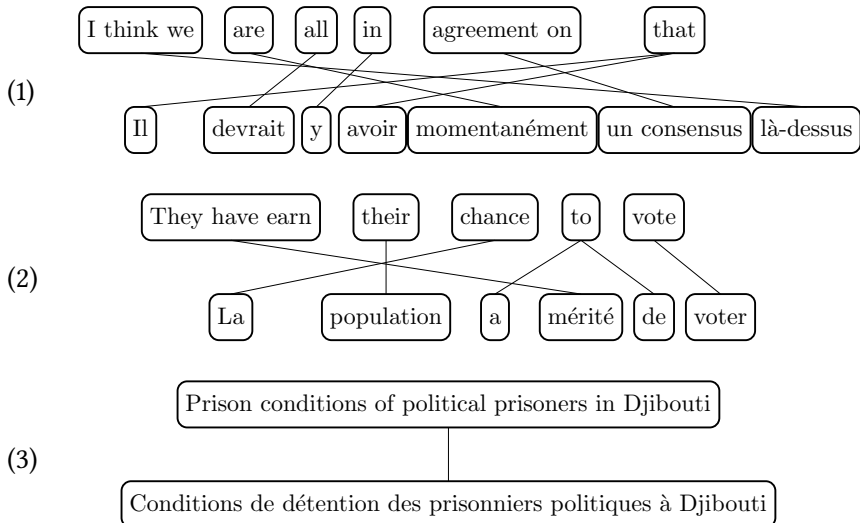 I think we are all in agreement on that
(1)
Il devrait y avoir momentanément un consensus là-dessus
They have earn their chance to vote
(2)
La population a mérité de voter
Prison conditions of political prisoners in Djibouti
(3)
Conditions de détention des prisonniers politiques à Djibouti